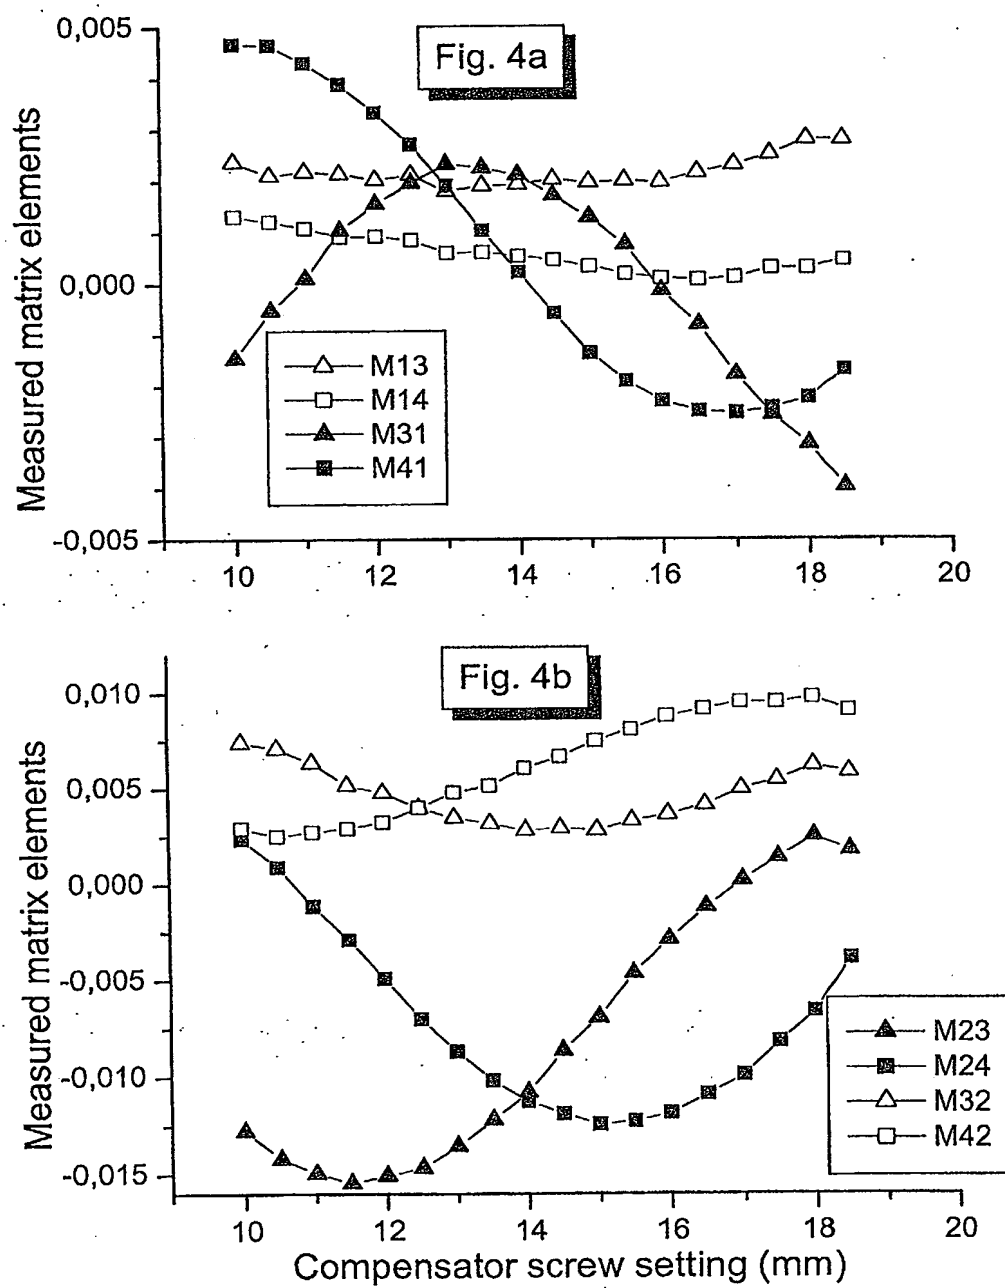 Fig. 4a
0,005
0,000
-0,005
Measured matrix elements
M13
M14
M31
M41
10 12 14 16 18 20
Fig. 4b
0,010
0,005
0,000
-0,005
-0,010
-0,015
Measured matrix elements
M23
M24
M32
M42
10 12 14 16 18 20
Compensator screw setting (mm)